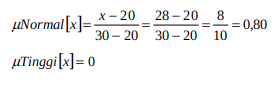 μNormal[x]= x−20 / 30−20 = 28−20 / 30−20 = 8 / 10 =0,80
μTinggi[x]=0